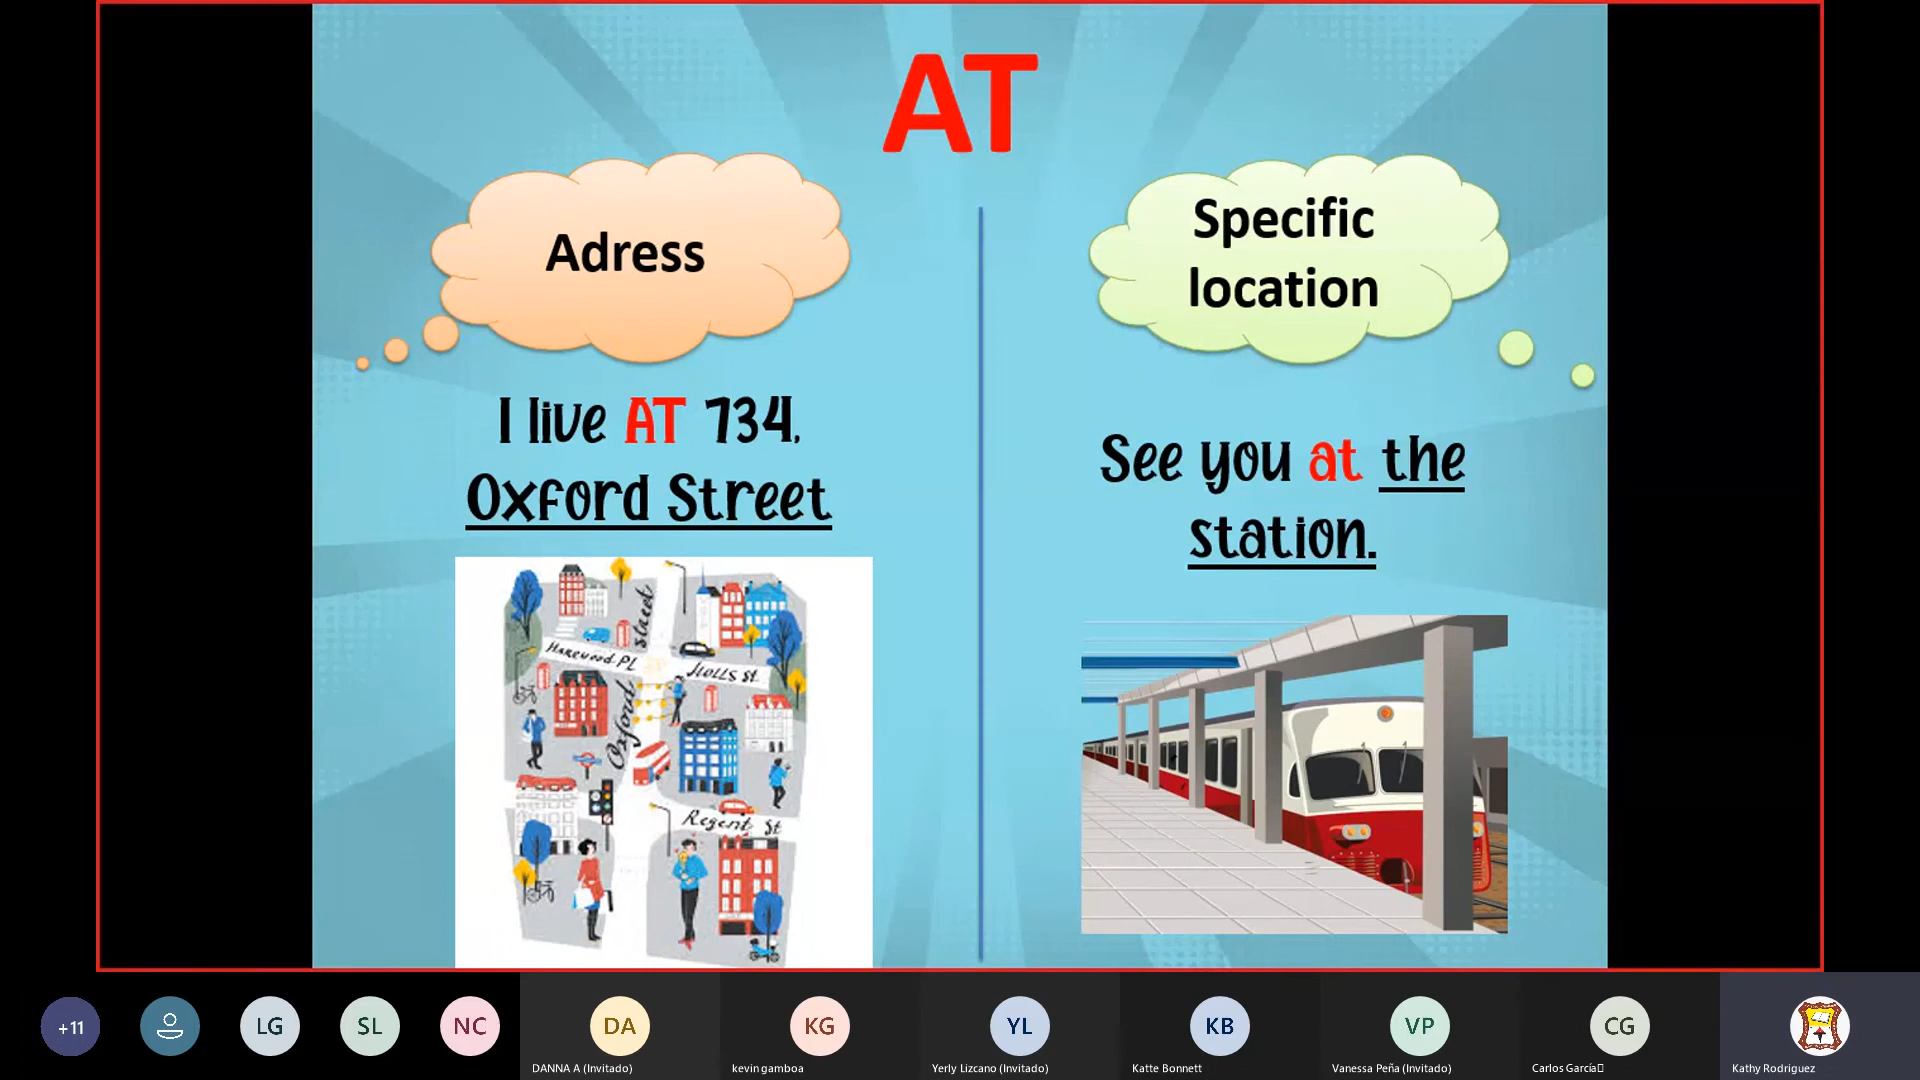 AT
Adress
I live AT 734,
Oxford Street
Specific
location
See you at the
station.
street
Harewood PL
Holls St
Oxford
Regent St
+11
LG
SL
NC
DA
DANNA A (Invitado)
KG
kevin gamboa
YL
Yerly Lizcano (Invitado)
KB
Katte Bonnett
VP
Vanessa Peña (Invitado)
CG
Carlos García
Kathy Rodriguez